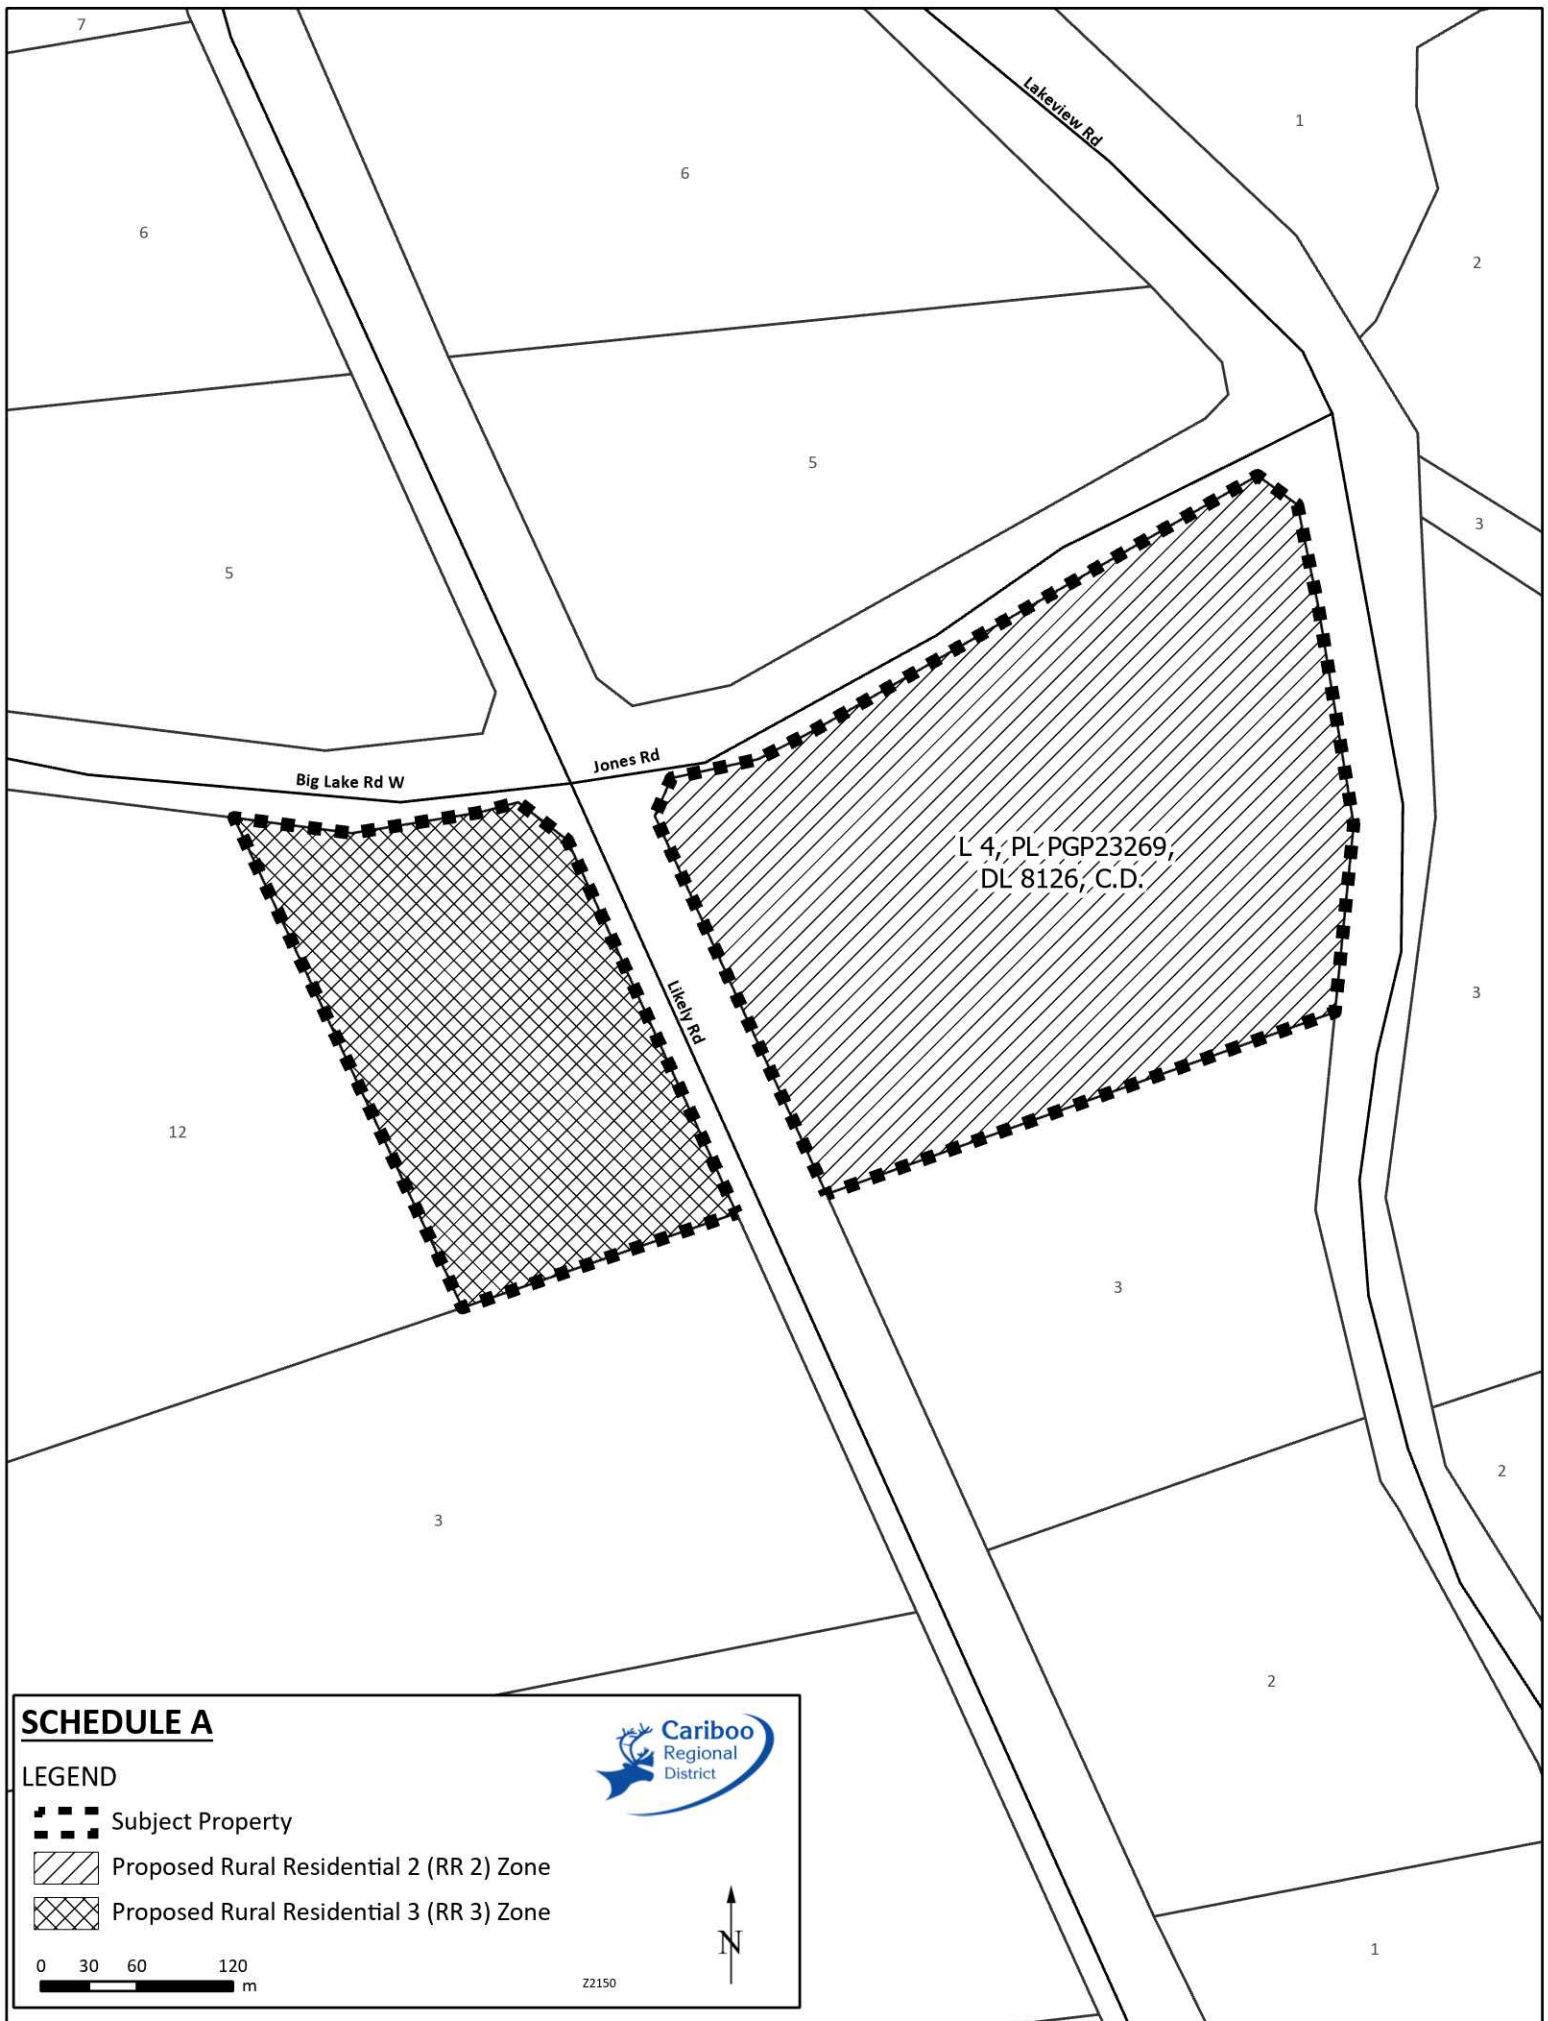 7
Lakeview Rd
1
6
6
2
5
3
5
Jones Rd
Big Lake Rd W
L 4, PL PGP23269,
DL 8126, C.D.
Likely Rd
3
12
3
2
3
2
SCHEDULE A
Cariboo
Regional
District
LEGEND
Subject Property
Proposed Rural Residential 2 (RR 2) Zone
Proposed Rural Residential 3 (RR 3) Zone
N
1
0 30 60 120
m
Z2150